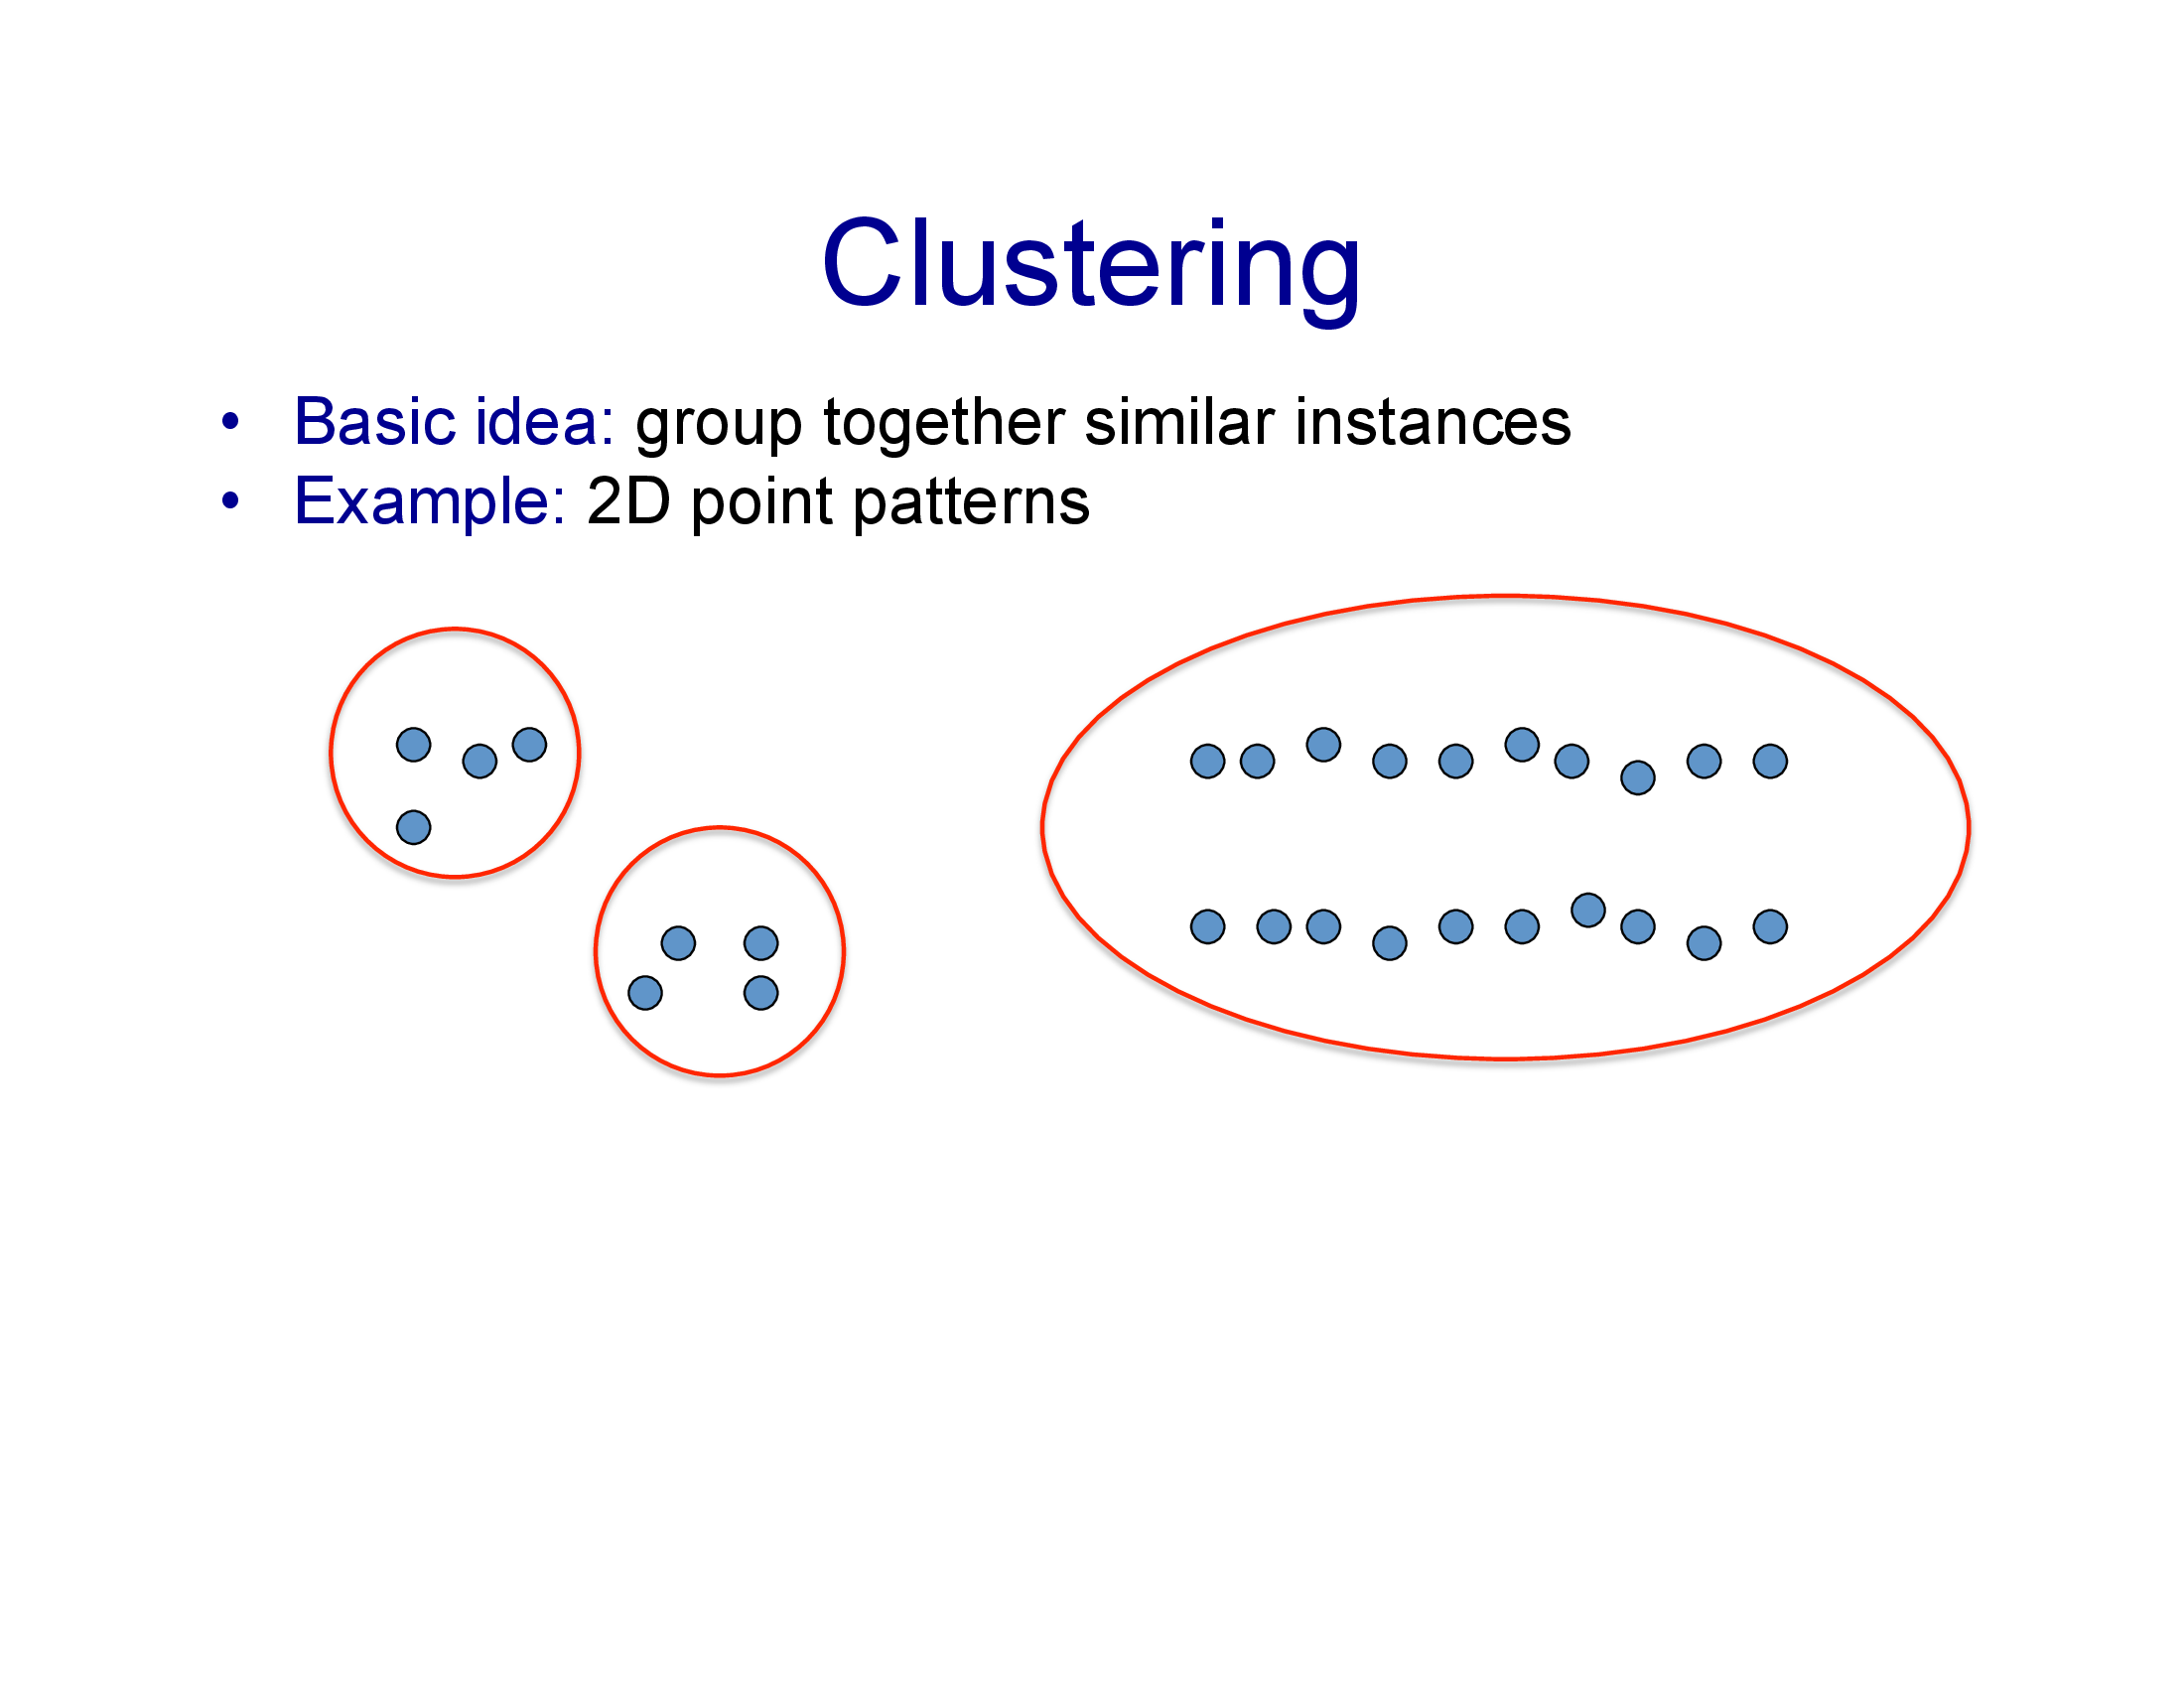 Clustering
• Basic idea: group together similar instances
• Example: 2D point patterns